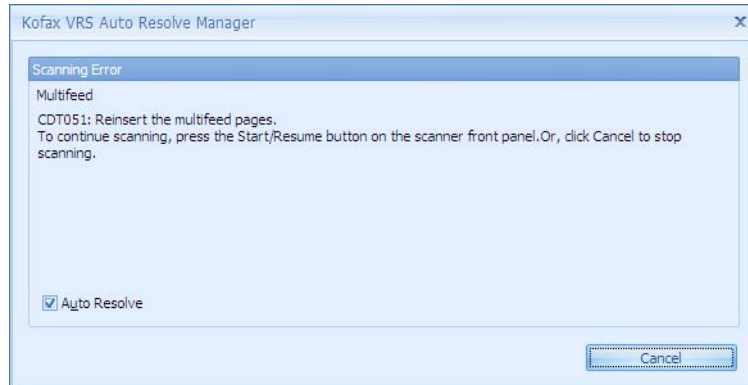 Kofax VRS Auto Resolve Manager
Scanning Error
Multifeed
CDT051: Reinsert the multifeed pages.
To continue scanning, press the Start/Resume button on the scanner front panel.Or, click Cancel to stop
scanning.
Auto Resolve
Cancel